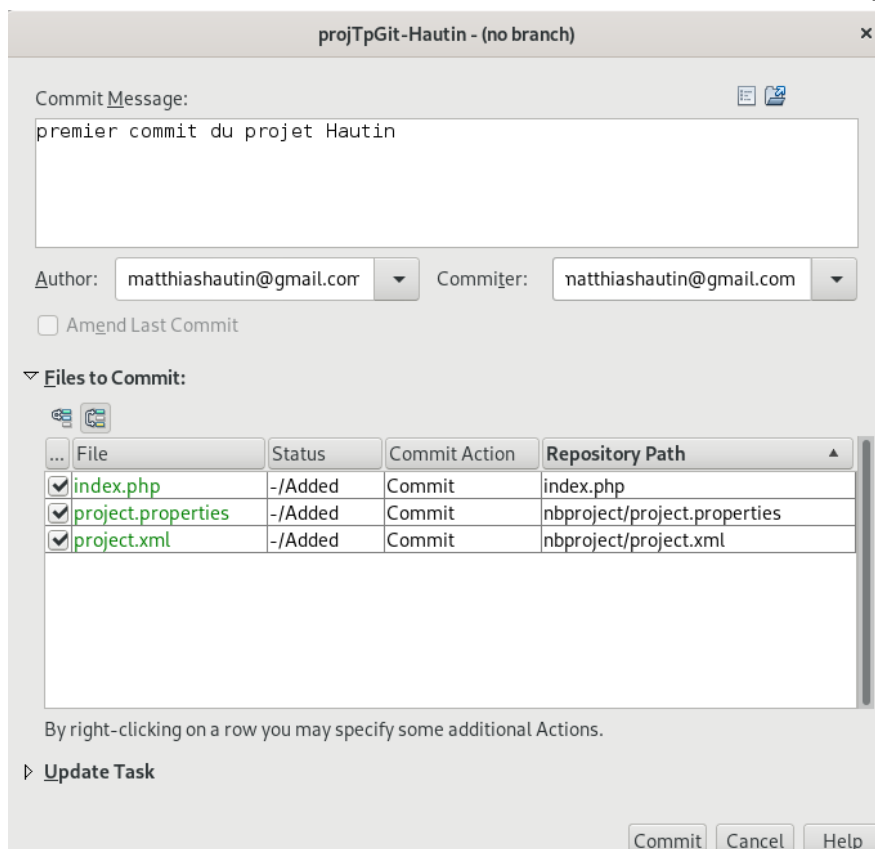 projTpGit-Hautin - (no branch) ×
Commit Message:
premier commit du projet Hautin
Author: matthiashautin@gmail.com Commiter: matthiashautin@gmail.com
Amend Last Commit
Files to Commit:
... File Status Commit Action Repository Path
index.php -/Added Commit index.php
project.properties -/Added Commit nbproject/project.properties
project.xml -/Added Commit nbproject/project.xml
By right-clicking on a row you may specify some additional Actions.
Update Task
Commit Cancel Help